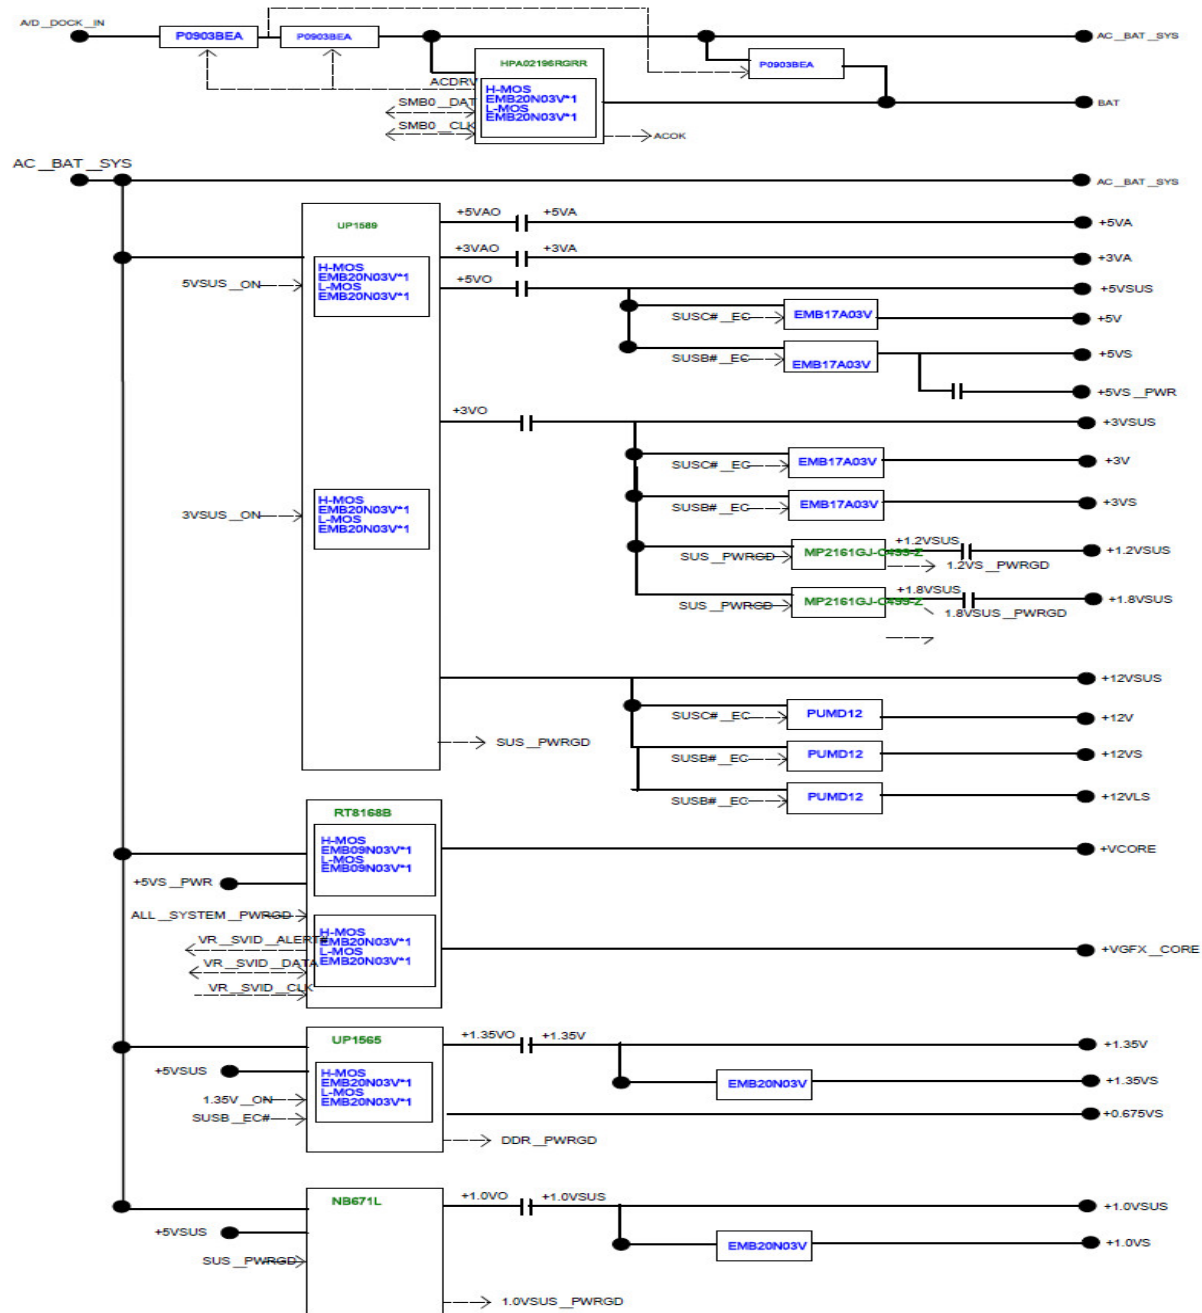 A/D_DOCK_IN
P0903BEA
P0903BEA
AC_BAT_SYS
HPA02196RGRR
P0903BEA
ACDRV
H-MOS
EMB20N03V*1
L-MOS
EMB20N03V*1
SMB0_DAT
BAT
SMB0_CLK
ACOK
AC_BAT_SYS
AC_BAT_SYS
UP1589
+5VAO
+5VA
+5VA
+3VAO
+3VA
+3VA
H-MOS
EMB20N03V*1
L-MOS
EMB20N03V*1
5VSUS_ON
+5VO
+5VSUS
SUSC#_EC
EMB17A03V
+5V
SUSB#_EC
EMB17A03V
+5VS
+5VS_PWR
+3VO
+3VSUS
SUSC#_EC
EMB17A03V
+3V
H-MOS
EMB20N03V*1
L-MOS
EMB20N03V*1
3VSUS_ON
SUSB#_EC
EMB17A03V
+3VS
SUS_PWRGD
MP2161GJ-C499-Z
+1.2VSUS
+1.2VSUS
1.2VS_PWRGD
SUS_PWRGD
MP2161GJ-C499-Z
+1.8VSUS
+1.8VSUS
1.8VSUS_PWRGD
+12VSUS
SUSC#_EC
PUMD12
+12V
SUS_PWRGD
SUSB#_EC
PUMD12
+12VS
SUSB#_EC
PUMD12
+12VLS
RT8168B
H-MOS
EMB09N03V*1
L-MOS
EMB09N03V*1
+VCORE
+5VS_PWR
ALL_SYSTEM_PWRGD
H-MOS
EMB20N03V*1
L-MOS
EMB20N03V*1
VR_SVID_ALERT#
+VGFX_CORE
VR_SVID_DATA
VR_SVID_CLK
UP1565
+1.35VO
+1.35V
+1.35V
+5VSUS
H-MOS
EMB20N03V*1
L-MOS
EMB20N03V*1
EMB20N03V
+1.35VS
1.35V_ON
SUSB_EC#
+0.675VS
DDR_PWRGD
NB671L
+1.0VO
+1.0VSUS
+1.0VSUS
+5VSUS
EMB20N03V
+1.0VS
SUS_PWRGD
1.0VSUS_PWRGD